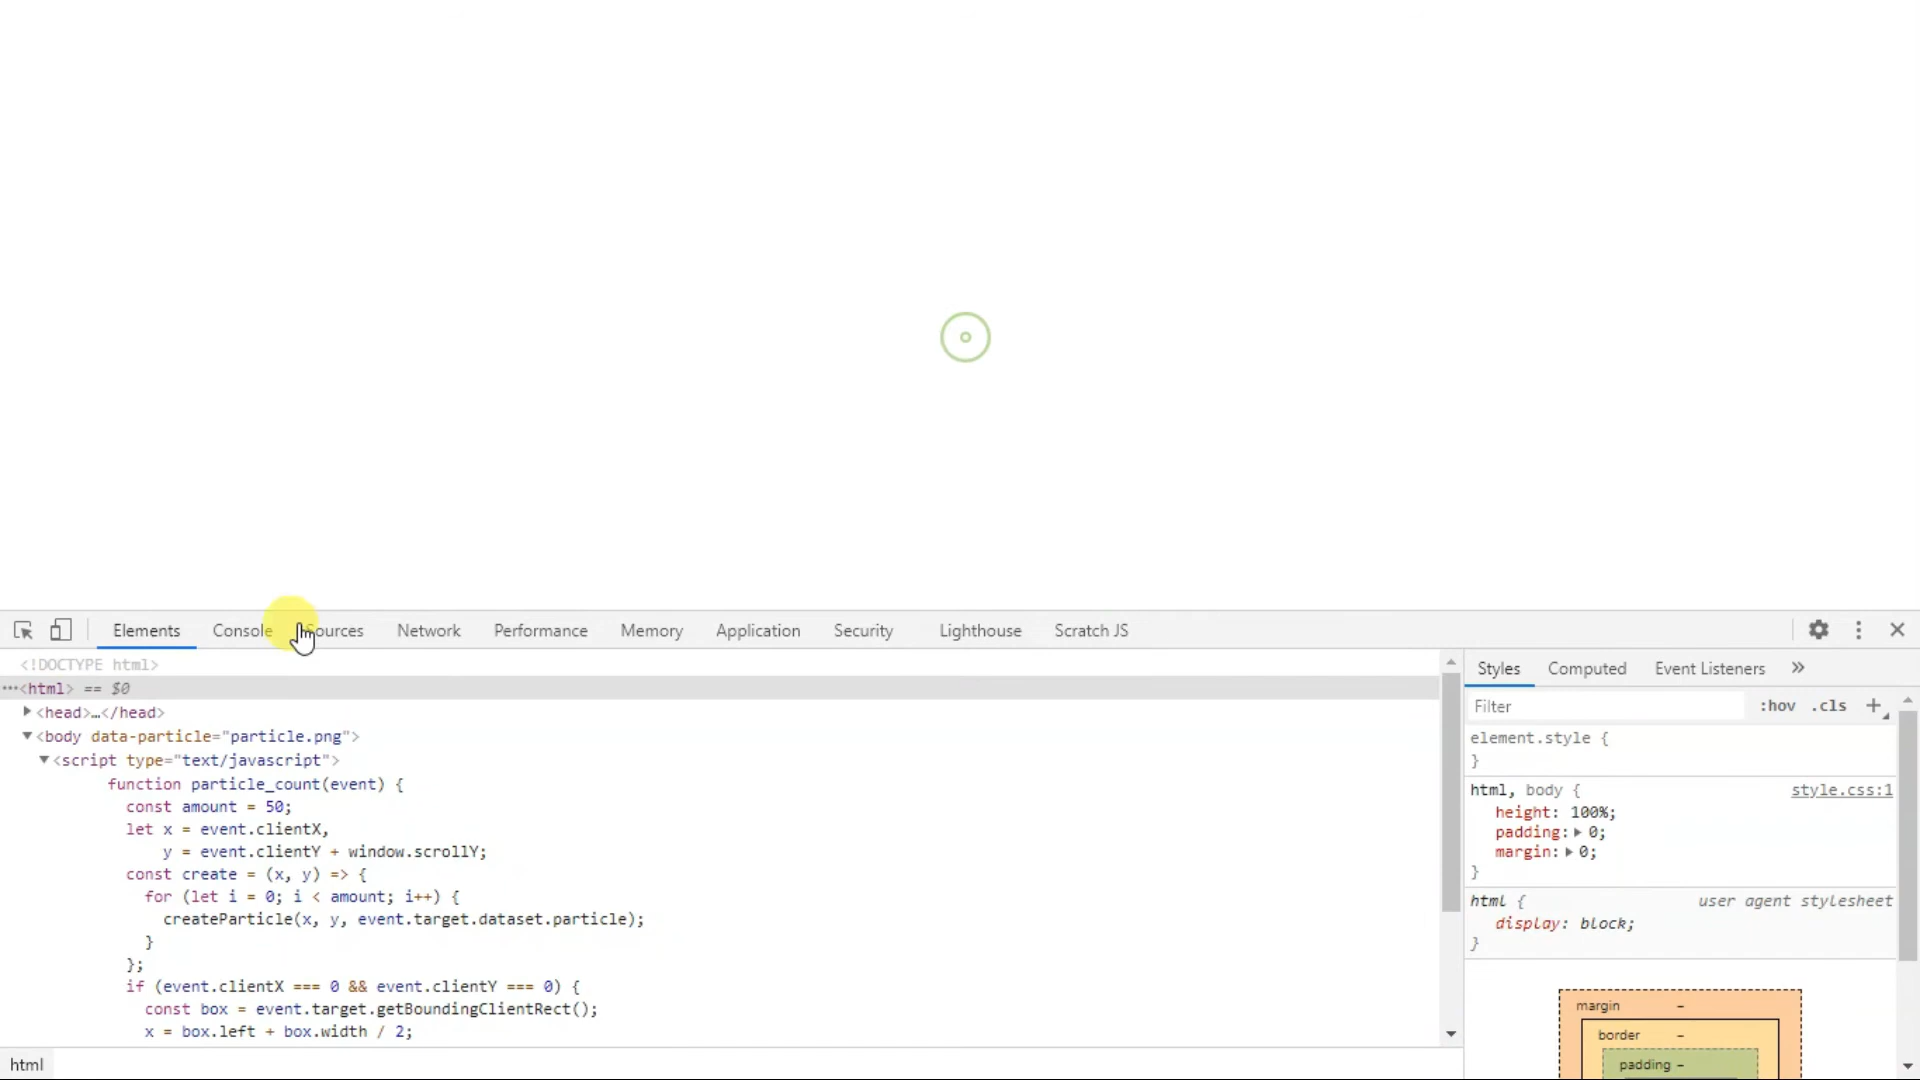 Elements Console Sources Network Performance Memory Application Security Lighthouse Scratch JS
<!DOCTYPE html>
…<html> == $0
<head>…</head>
<body data-particle="particle.png">
<script type="text/javascript">
function particle_count(event) {
const amount = 50;
let x = event.clientX,
y = event.clientY + window.scrollY;
const create = (x, y) => {
for (let i = 0; i < amount; i++) {
createParticle(x, y, event.target.dataset.particle);
}
};
if (event.clientX === 0 && event.clientY === 0) {
const box = event.target.getBoundingClientRect();
x = box.left + box.width / 2;
html
Styles Computed Event Listeners »
Filter :hov .cls +
element.style {
}
html, body { style.css:1
height: 100%;
padding: 0;
margin: 0;
}
html { user agent stylesheet
display: block;
}
margin –
border –
padding –